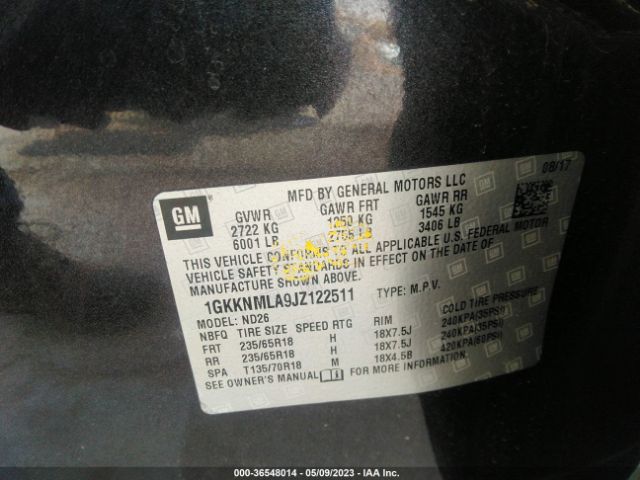 GM
08/17
MFD BY GENERAL MOTORS LLC
GVWR GAWR FRT GAWR RR
2722 KG 1250 KG 1545 KG
6001 LB 2755 LB 3406 LB
THIS VEHICLE CONFORMS TO ALL APPLICABLE U.S. FEDERAL MOTOR
VEHICLE SAFETY STANDARDS IN EFFECT ON THE DATE OF
MANUFACTURE SHOWN ABOVE.
1GKKNMLA9JZ122511 TYPE: M.P.V.
MODEL: ND26
NBFQ TIRE SIZE SPEED RTG RIM COLD TIRE PRESSURE
FRT 235/65R18 H 18X7.5J 240KPA(35PSI)
RR 235/65R18 H 18X7.5J 240KPA(35PSI)
SPA T135/70R18 M 18X4.5B 420KPA(60PSI)
SEE OWNER'S MANUAL FOR MORE INFORMATION.
000-36548014 - 05/09/2023 - IAA Inc.